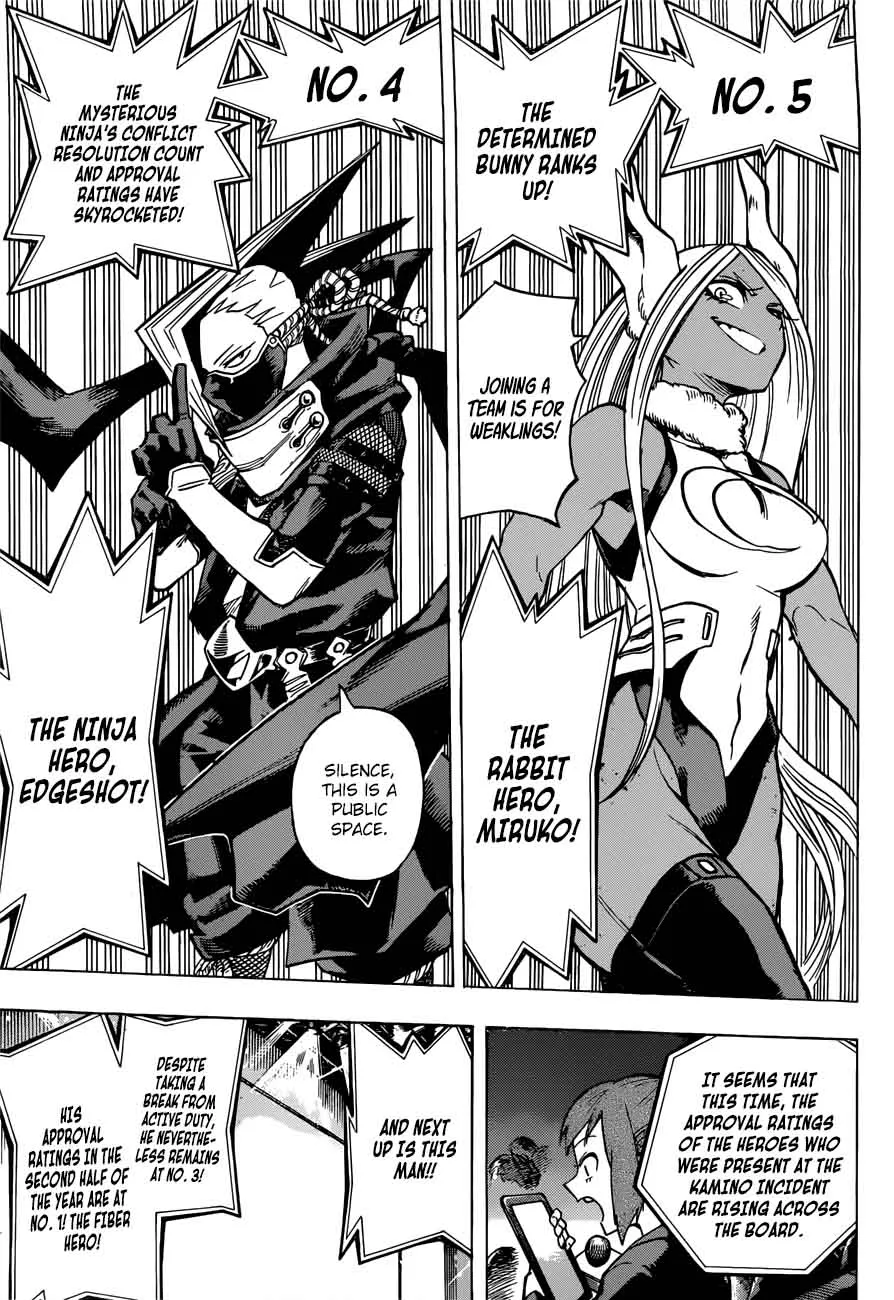 NO. 5
THE
DETERMINED
BUNNY RANKS
UP!
JOINING A
TEAM IS FOR
WEAKLINGS!
THE
RABBIT
HERO,
MIRUKO!
NO. 4
THE
MYSTERIOUS
NINJA'S CONFLICT
RESOLUTION COUNT
AND APPROVAL
RATINGS HAVE
SKYROCKETED!
THE NINJA
HERO,
EDGESHOT!
SILENCE,
THIS IS A
PUBLIC
SPACE.
IT SEEMS THAT
THIS TIME, THE
APPROVAL RATINGS
OF THE HEROES WHO
WERE PRESENT AT THE
KAMINO INCIDENT
ARE RISING ACROSS
THE BOARD.
AND NEXT
UP IS THIS
MAN!!
DESPITE
TAKING A
BREAK FROM
ACTIVE DUTY,
HE NEVERTHE-
LESS REMAINS
AT NO. 3!
HIS
APPROVAL
RATINGS IN THE
SECOND HALF OF
THE YEAR ARE AT
NO. 1! THE FIBER
HERO!